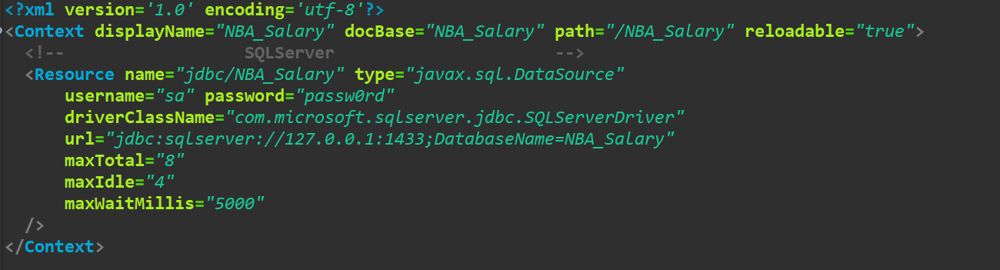 <?xml version='1.0' encoding='utf-8'?>
<Context displayName="NBA_Salary" docBase="NBA_Salary" path="/NBA_Salary" reloadable="true">
<!-- SQLServer -->
<Resource name="jdbc/NBA_Salary" type="javax.sql.DataSource"
username="sa" password="passw0rd"
driverClassName="com.microsoft.sqlserver.jdbc.SQLServerDriver"
url="jdbc:sqlserver://127.0.0.1:1433;DatabaseName=NBA_Salary"
maxTotal="8"
maxIdle="4"
maxWaitMillis="5000"
/>
</Context>